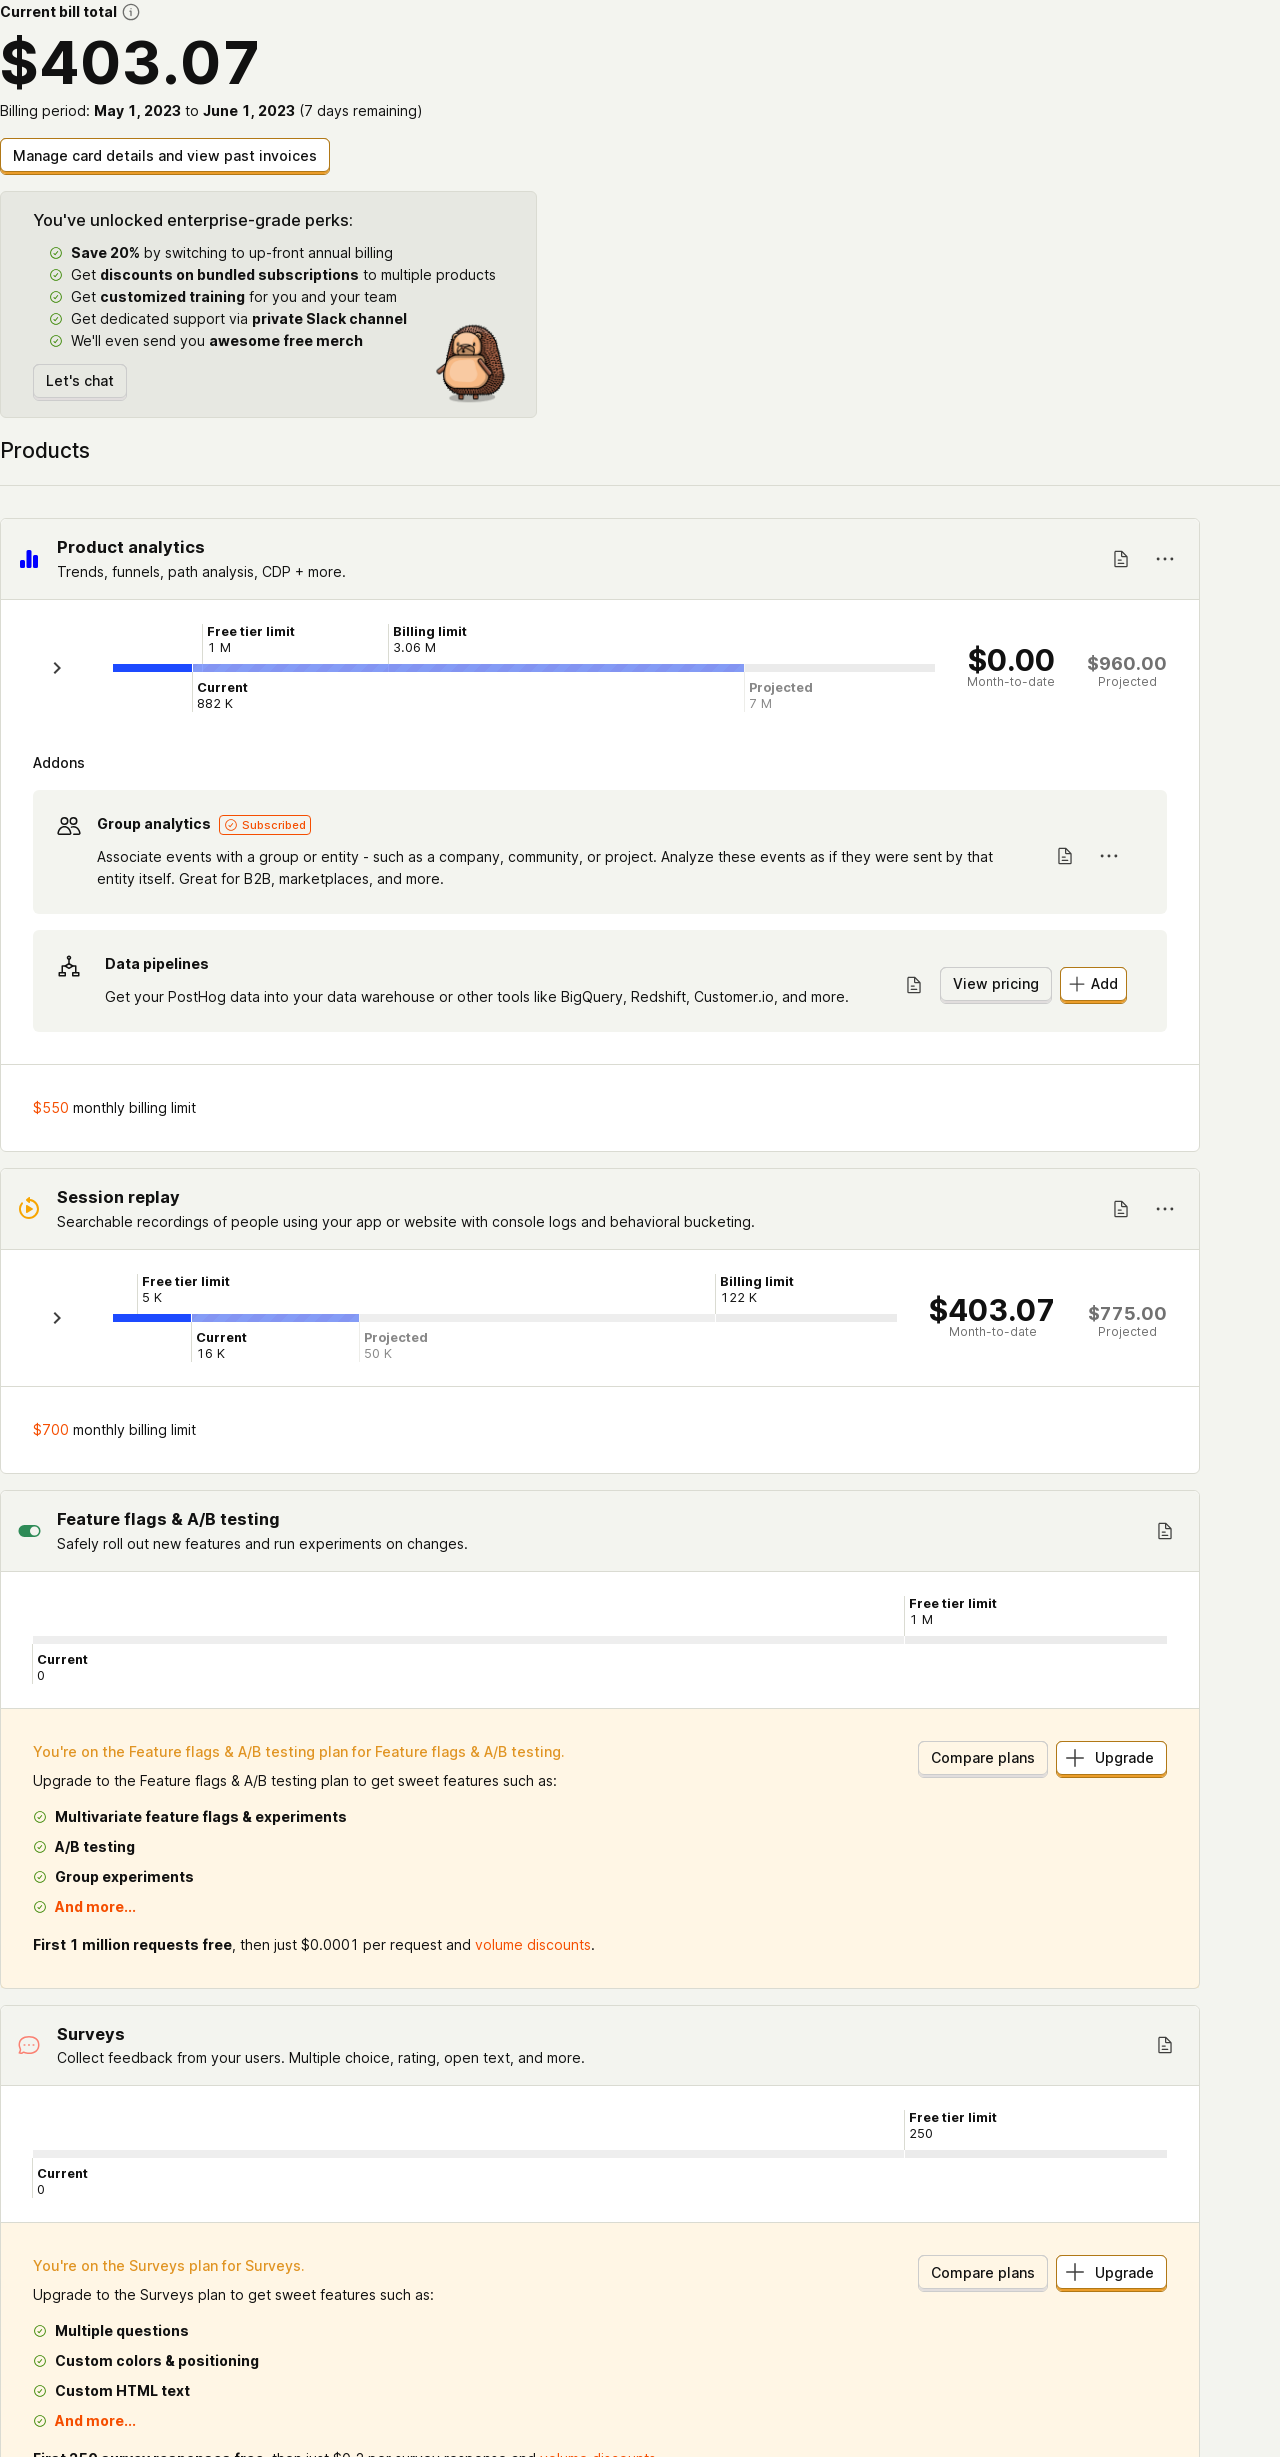 Current bill total
$403.07
Billing period: May 1, 2023 to June 1, 2023 (7 days remaining)
Manage card details and view past invoices
You've unlocked enterprise-grade perks:
Save 20% by switching to up-front annual billing
Get discounts on bundled subscriptions to multiple products
Get customized training for you and your team
Get dedicated support via private Slack channel
We'll even send you awesome free merch
Let's chat
Products
Product analytics
Trends, funnels, path analysis, CDP + more.
Free tier limit
1 M
Billing limit
3.06 M
Current
882 K
Projected
7 M
$0.00
Month-to-date
$960.00
Projected
Addons
Group analytics Subscribed
Associate events with a group or entity - such as a company, community, or project. Analyze these events as if they were sent by that
entity itself. Great for B2B, marketplaces, and more.
Data pipelines
Get your PostHog data into your data warehouse or other tools like BigQuery, Redshift, Customer.io, and more.
View pricing
Add
$550 monthly billing limit
Session replay
Searchable recordings of people using your app or website with console logs and behavioral bucketing.
Free tier limit
5 K
Billing limit
122 K
Current
16 K
Projected
50 K
$403.07
Month-to-date
$775.00
Projected
$700 monthly billing limit
Feature flags & A/B testing
Safely roll out new features and run experiments on changes.
Free tier limit
1 M
Current
0
You're on the Feature flags & A/B testing plan for Feature flags & A/B testing.
Upgrade to the Feature flags & A/B testing plan to get sweet features such as:
Compare plans
Upgrade
Multivariate feature flags & experiments
A/B testing
Group experiments
And more...
First 1 million requests free, then just $0.0001 per request and volume discounts.
Surveys
Collect feedback from your users. Multiple choice, rating, open text, and more.
Free tier limit
250
Current
0
You're on the Surveys plan for Surveys.
Upgrade to the Surveys plan to get sweet features such as:
Compare plans
Upgrade
Multiple questions
Custom colors & positioning
Custom HTML text
And more...
First 250 survey responses free, then just $0.2 per survey response and volume discounts.